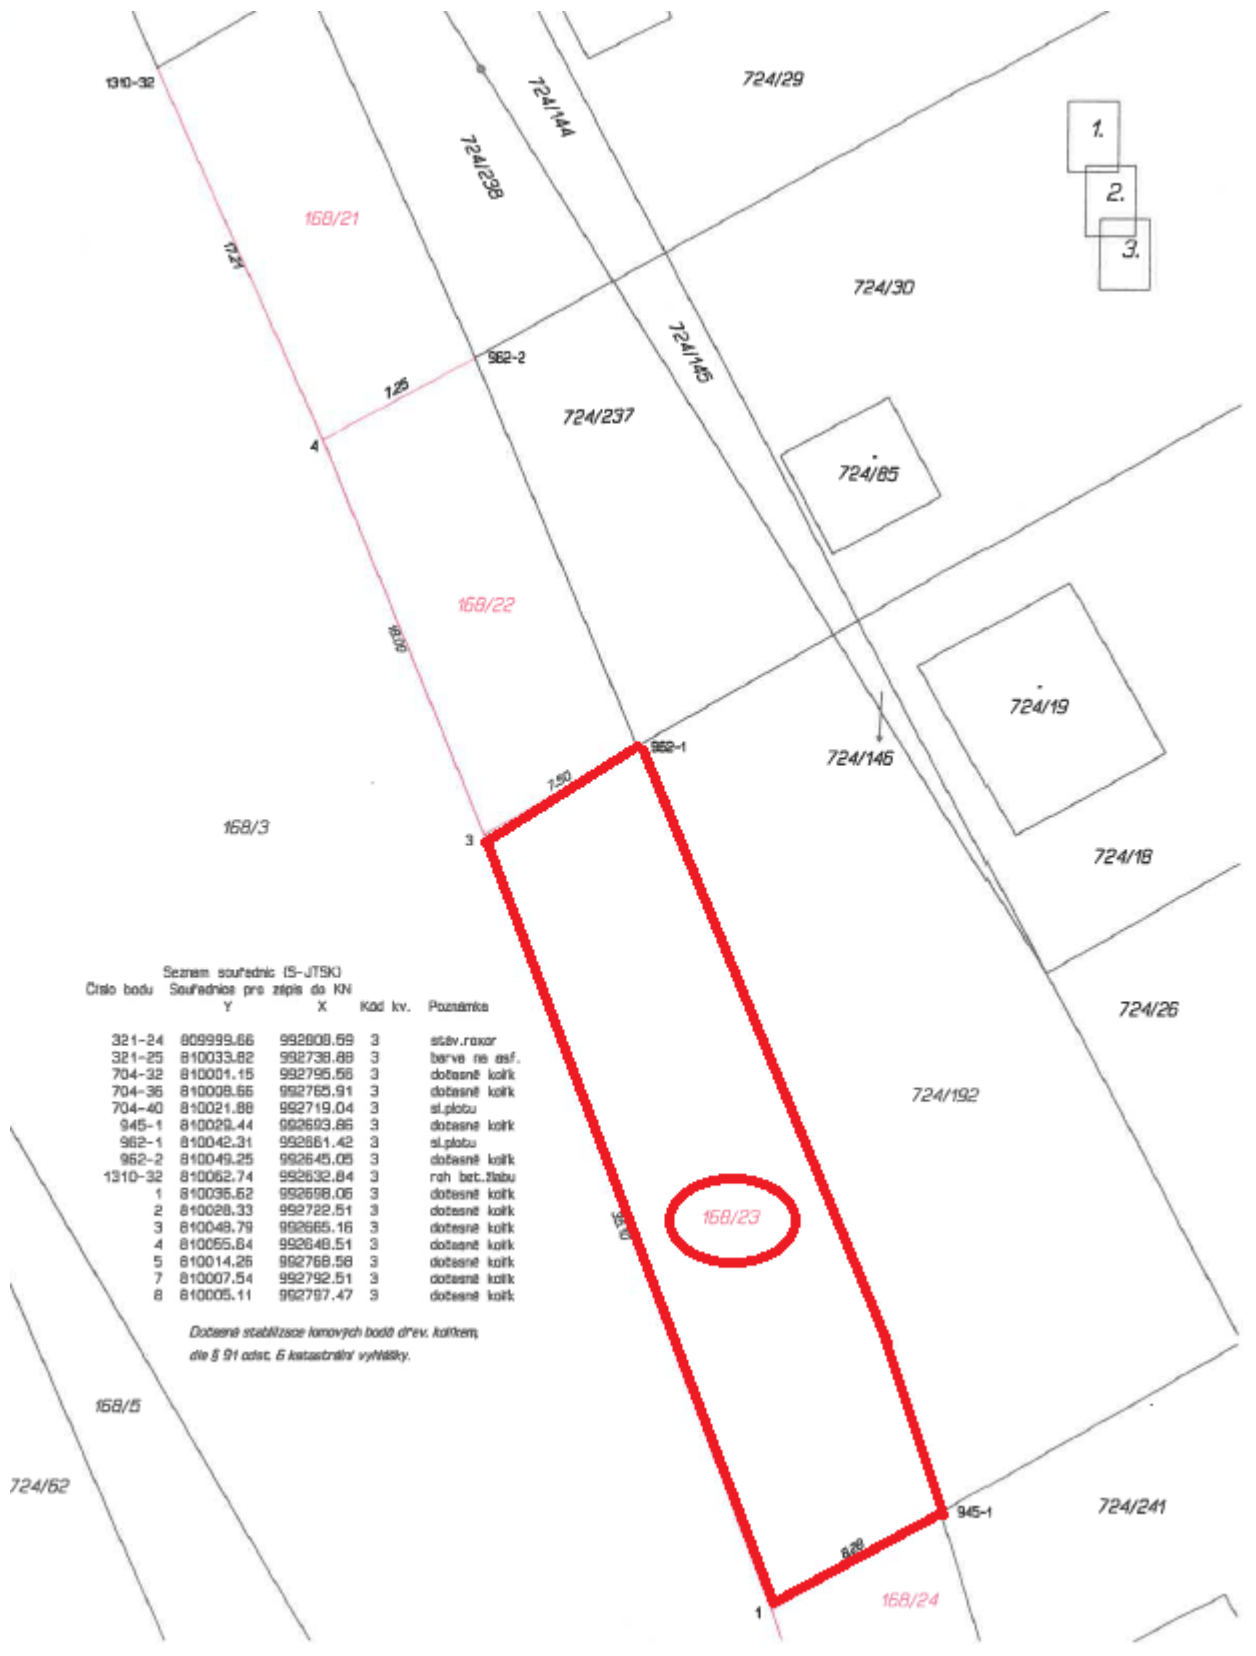 1310-32
724/144
724/29
1.
724/238
2.
168/21
3.
17.21
724/30
724/145
962-2
7.25
724/237
4
724/85
168/22
18.00
724/19
962-1
724/146
7.50
168/3
3
724/18
Seznam souřadnic (S-JTSK)
Číslo bodu Souřadnice pro zápis do KN
Y X Kód kv. Poznámka
321-24 809999.66 992808.59 3 stáv.roxor
321-25 810033.82 992738.88 3 barva na asf.
704-32 810001.15 992795.56 3 dočasně kolík
704-36 810008.66 992765.91 3 dočasně kolík
704-40 810021.88 992719.04 3 sl.plotu
945-1 810029.44 992693.86 3 dočasně kolík
962-1 810042.31 992661.42 3 sl.plotu
962-2 810049.25 992645.05 3 dočasně kolík
1310-32 810062.74 992632.84 3 roh bet.žlabu
1 810036.62 992698.06 3 dočasně kolík
2 810028.33 992722.51 3 dočasně kolík
3 810048.79 992665.16 3 dočasně kolík
4 810055.64 992648.51 3 dočasně kolík
5 810014.26 992768.58 3 dočasně kolík
7 810007.54 992792.51 3 dočasně kolík
8 810005.11 992797.47 3 dočasně kolík
Dočasná stabilizace lomových bodů dřev. kolíkem,
dle § 91 odst. 6 katastrální vyhlášky.
724/26
724/192
168/23
168/5
724/62
945-1
724/241
8.28
168/24
1